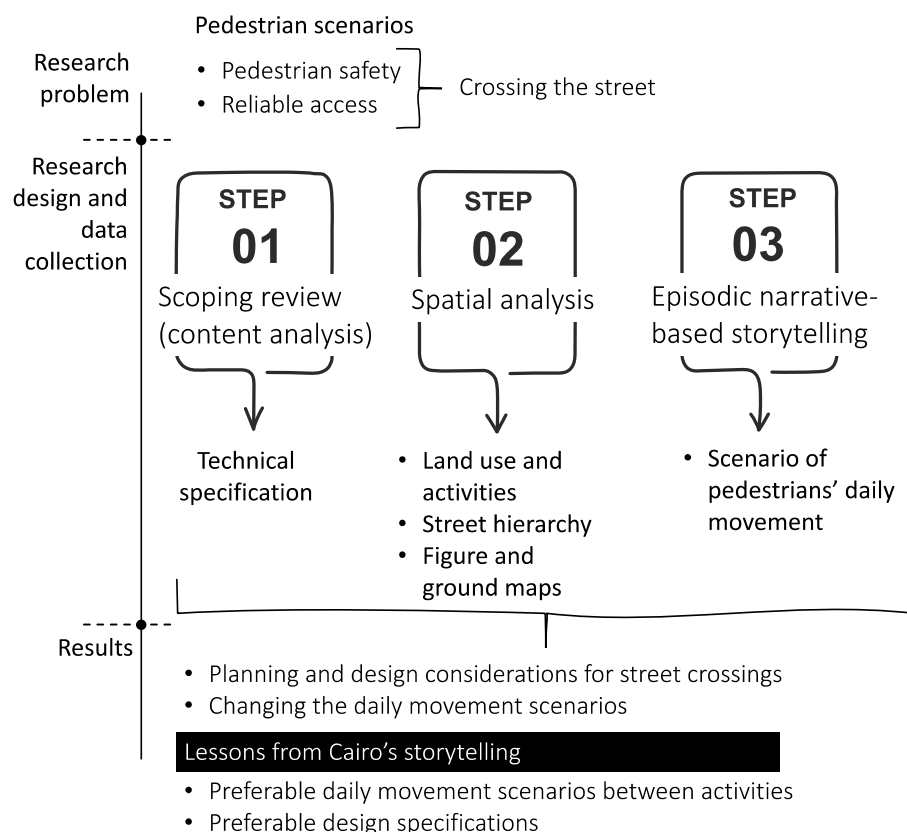 Pedestrian scenarios
Research
problem
• Pedestrian safety
• Reliable access
Crossing the street
Research
design and
data
collection
STEP
01
Scoping review
(content analysis)
Technical
specification
STEP
02
Spatial analysis
• Land use and
activities
• Street hierarchy
• Figure and
ground maps
STEP
03
Episodic narrative-
based storytelling
• Scenario of
pedestrians’ daily
movement
Results
• Planning and design considerations for street crossings
• Changing the daily movement scenarios
Lessons from Cairo’s storytelling
• Preferable daily movement scenarios between activities
• Preferable design specifications